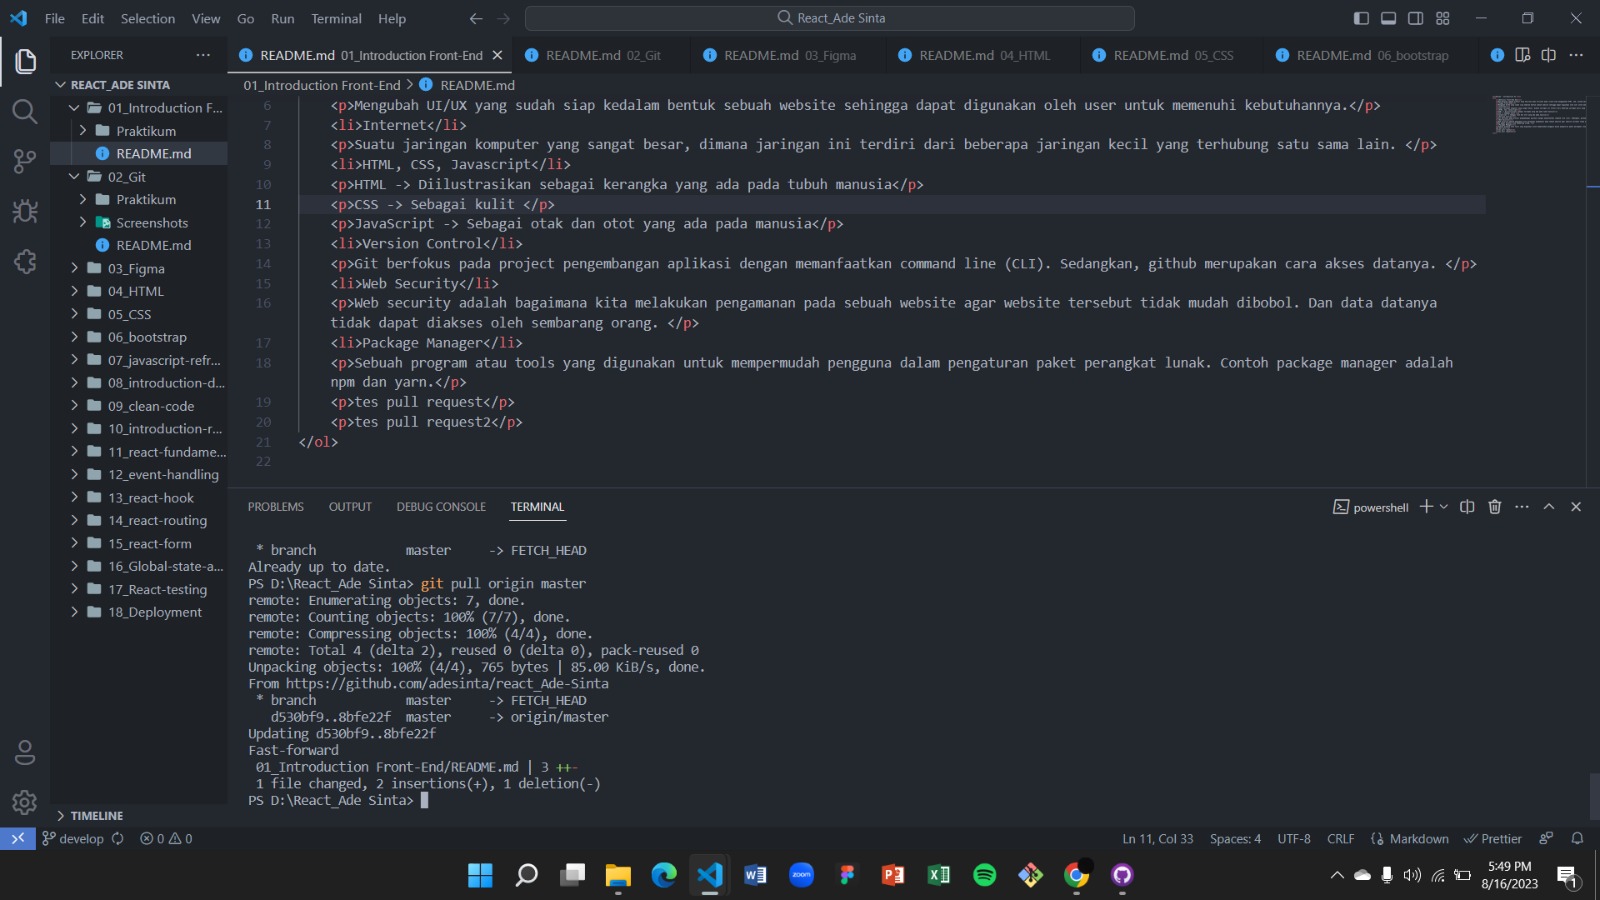 File Edit Selection View Go Run Terminal Help
React_Ade Sinta
EXPLORER
README.md 01_Introduction Front-End
README.md 02_Git
README.md 03_Figma
README.md 04_HTML
README.md 05_CSS
README.md 06_bootstrap
REACT_ADE SINTA
01_Introduction F...
Praktikum
README.md
02_Git
Praktikum
Screenshots
README.md
03_Figma
04_HTML
05_CSS
06_bootstrap
07_javascript-refr...
08_introduction-d...
09_clean-code
10_introduction-r...
11_react-fundame...
12_event-handling
13_react-hook
14_react-routing
15_react-form
16_Global-state-a...
17_React-testing
18_Deployment
TIMELINE
01_Introduction Front-End > README.md
6 <p>Mengubah UI/UX yang sudah siap kedalam bentuk sebuah website sehingga dapat digunakan oleh user untuk memenuhi kebutuhannya.</p>
7 <li>Internet</li>
8 <p>Suatu jaringan komputer yang sangat besar, dimana jaringan ini terdiri dari beberapa jaringan kecil yang terhubung satu sama lain. </p>
9 <li>HTML, CSS, Javascript</li>
10 <p>HTML -> Diilustrasikan sebagai kerangka yang ada pada tubuh manusia</p>
11 <p>CSS -> Sebagai kulit </p>
12 <p>JavaScript -> Sebagai otak dan otot yang ada pada manusia</p>
13 <li>Version Control</li>
14 <p>Git berfokus pada project pengembangan aplikasi dengan memanfaatkan command line (CLI). Sedangkan, github merupakan cara akses datanya. </p>
15 <li>Web Security</li>
16 <p>Web security adalah bagaimana kita melakukan pengamanan pada sebuah website agar website tersebut tidak mudah dibobol. Dan data datanya
tidak dapat diakses oleh sembarang orang. </p>
17 <li>Package Manager</li>
18 <p>Sebuah program atau tools yang digunakan untuk mempermudah pengguna dalam pengaturan paket perangkat lunak. Contoh package manager adalah
npm dan yarn.</p>
19 <p>tes pull request</p>
20 <p>tes pull request2</p>
21 </ol>
22
PROBLEMS OUTPUT DEBUG CONSOLE TERMINAL
powershell
* branch master -> FETCH_HEAD
Already up to date.
PS D:\React_Ade Sinta> git pull origin master
remote: Enumerating objects: 7, done.
remote: Counting objects: 100% (7/7), done.
remote: Compressing objects: 100% (4/4), done.
remote: Total 4 (delta 2), reused 0 (delta 0), pack-reused 0
Unpacking objects: 100% (4/4), 765 bytes | 85.00 KiB/s, done.
From https://github.com/adesinta/react_Ade-Sinta
* branch master -> FETCH_HEAD
d530bf9..8bfe22f master -> origin/master
Updating d530bf9..8bfe22f
Fast-forward
01_Introduction Front-End/README.md | 3 ++-
1 file changed, 2 insertions(+), 1 deletion(-)
PS D:\React_Ade Sinta>
develop 0 0
Ln 11, Col 33 Spaces: 4 UTF-8 CRLF Markdown Prettier
zoom
5:49 PM
8/16/2023
1